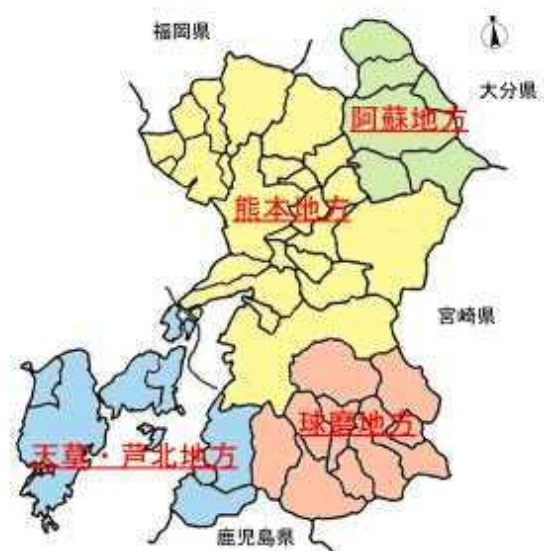 福岡県
大分県
阿蘇地方
熊本地方
宮崎県
球磨地方
天草・芦北地方
鹿児島県